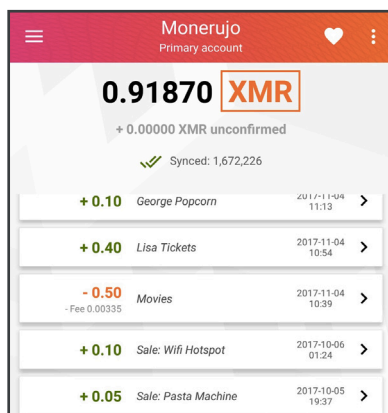 Monerujo
Primary account
0.91870 XMR
+ 0.00000 XMR unconfirmed
Synced: 1,672,226
+ 0.10 George Popcorn 2017-11-04
11:13
+ 0.40 Lisa Tickets 2017-11-04
10:54
- 0.50 Movies 2017-11-04
- Fee 0.00335 10:39
+ 0.10 Sale: Wifi Hotspot 2017-10-06
01:24
+ 0.05 Sale: Pasta Machine 2017-10-05
19:37